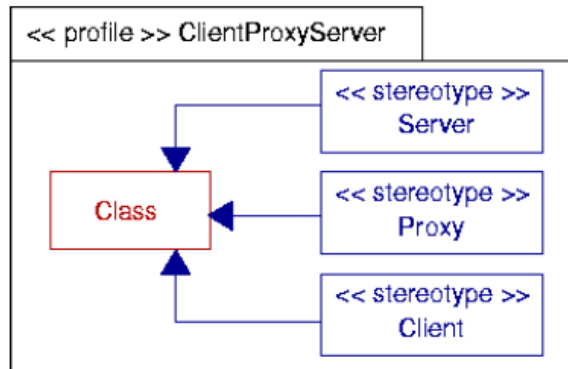 << profile >> ClientProxyServer
<< stereotype >>
Server
Class
<< stereotype >>
Proxy
<< stereotype >>
Client